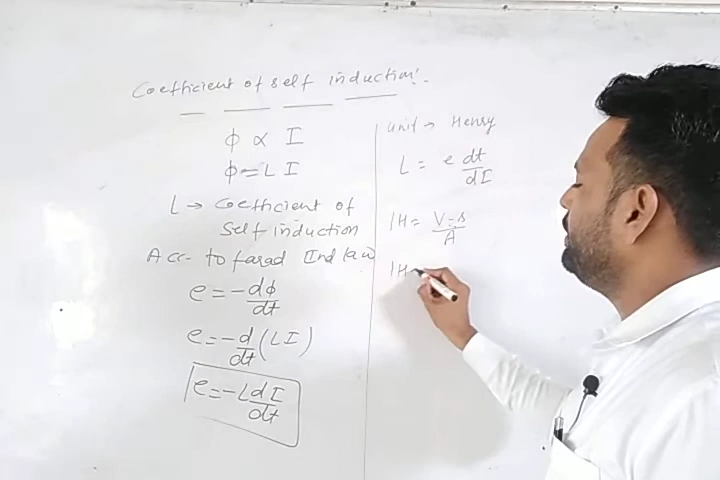 Coefficient of self induction:-
ϕ ∝ I
ϕ = L I
L → Coefficient of
Self induction
Acc- to farad IInd law
e = - dϕ/dt
e = - d/dt (L I)
e = - L dI/dt
Unit → Henry
L = e dt/dI
1H = V-s/A
1H =